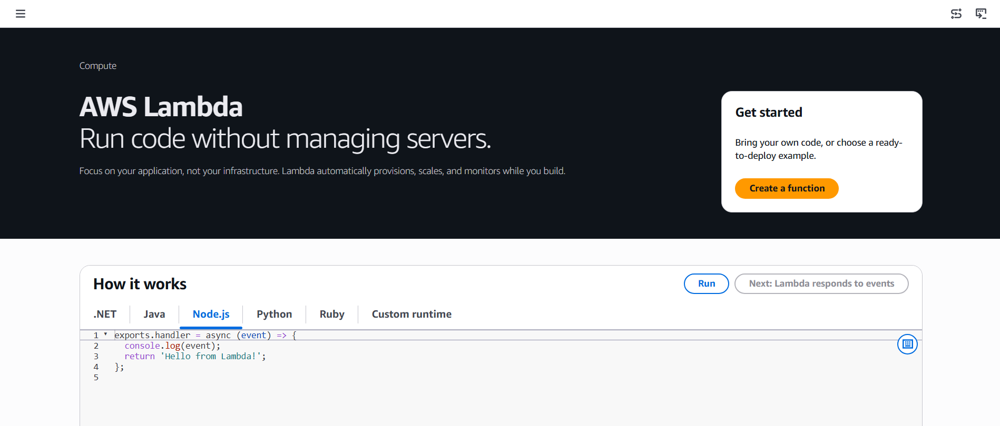 Compute
AWS Lambda
Run code without managing servers.
Focus on your application, not your infrastructure. Lambda automatically provisions, scales, and monitors while you build.
Get started
Bring your own code, or choose a ready-
to-deploy example.
Create a function
How it works
Run
Next: Lambda responds to events
.NET
Java
Node.js
Python
Ruby
Custom runtime
1 exports.handler = async (event) => {
2   console.log(event);
3   return 'Hello from Lambda!';
4 };
5